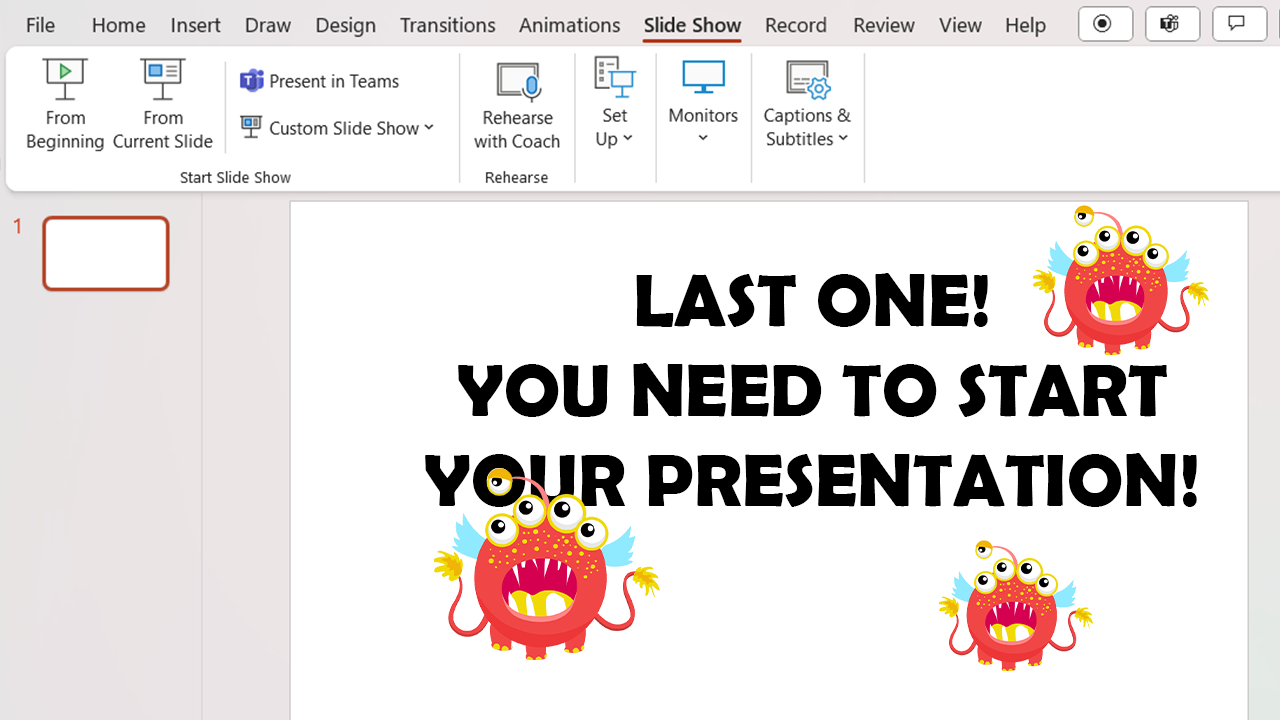 File Home Insert Draw Design Transitions Animations Slide Show Record Review View Help
From Beginning
From Current Slide
Present in Teams
Custom Slide Show
Start Slide Show
Rehearse with Coach
Rehearse
Set Up
Monitors
Captions & Subtitles
1
LAST ONE!
YOU NEED TO START
YOUR PRESENTATION!